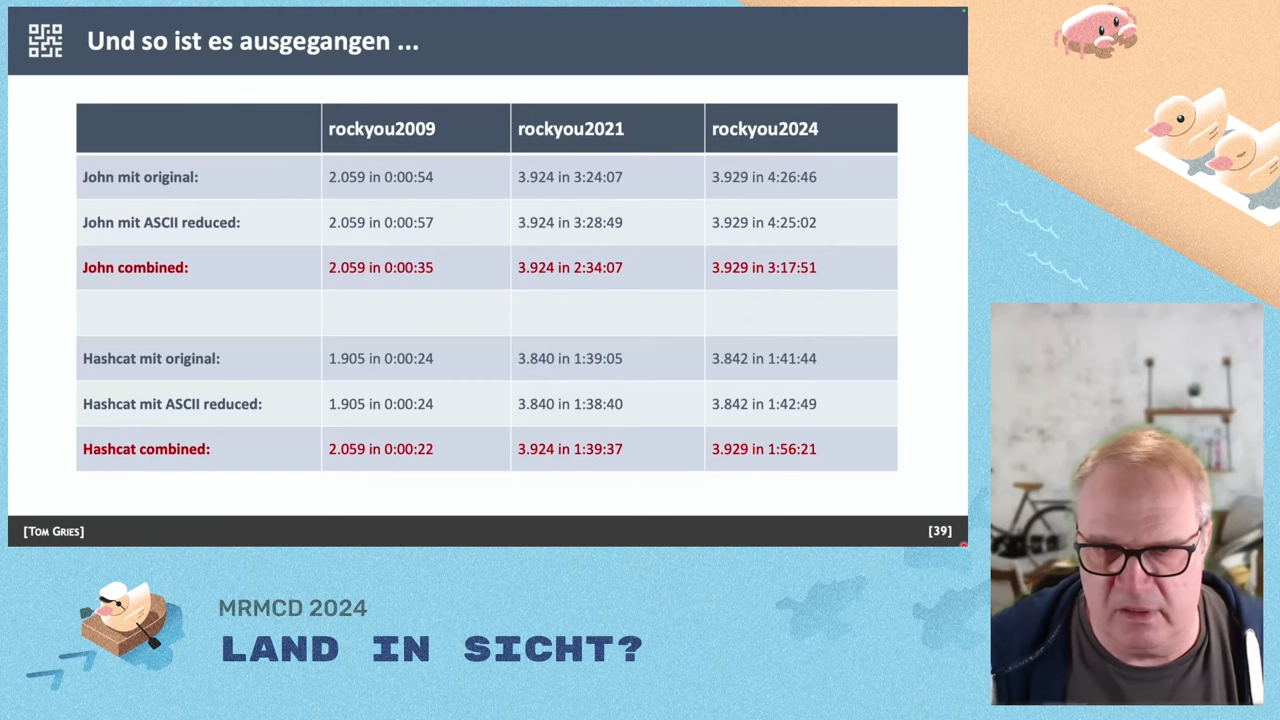 Und so ist es ausgegangen ...
rockyou2009 rockyou2021 rockyou2024
John mit original: 2.059 in 0:00:54 3.924 in 3:24:07 3.929 in 4:26:46
John mit ASCII reduced: 2.059 in 0:00:57 3.924 in 3:28:49 3.929 in 4:25:02
John combined: 2.059 in 0:00:35 3.924 in 2:34:07 3.929 in 3:17:51
Hashcat mit original: 1.905 in 0:00:24 3.840 in 1:39:05 3.842 in 1:41:44
Hashcat mit ASCII reduced: 1.905 in 0:00:24 3.840 in 1:38:40 3.842 in 1:42:49
Hashcat combined: 2.059 in 0:00:22 3.924 in 1:39:37 3.929 in 1:56:21
[TOM GRIES] [39]
MRMCD 2024
LAND IN SICHT?